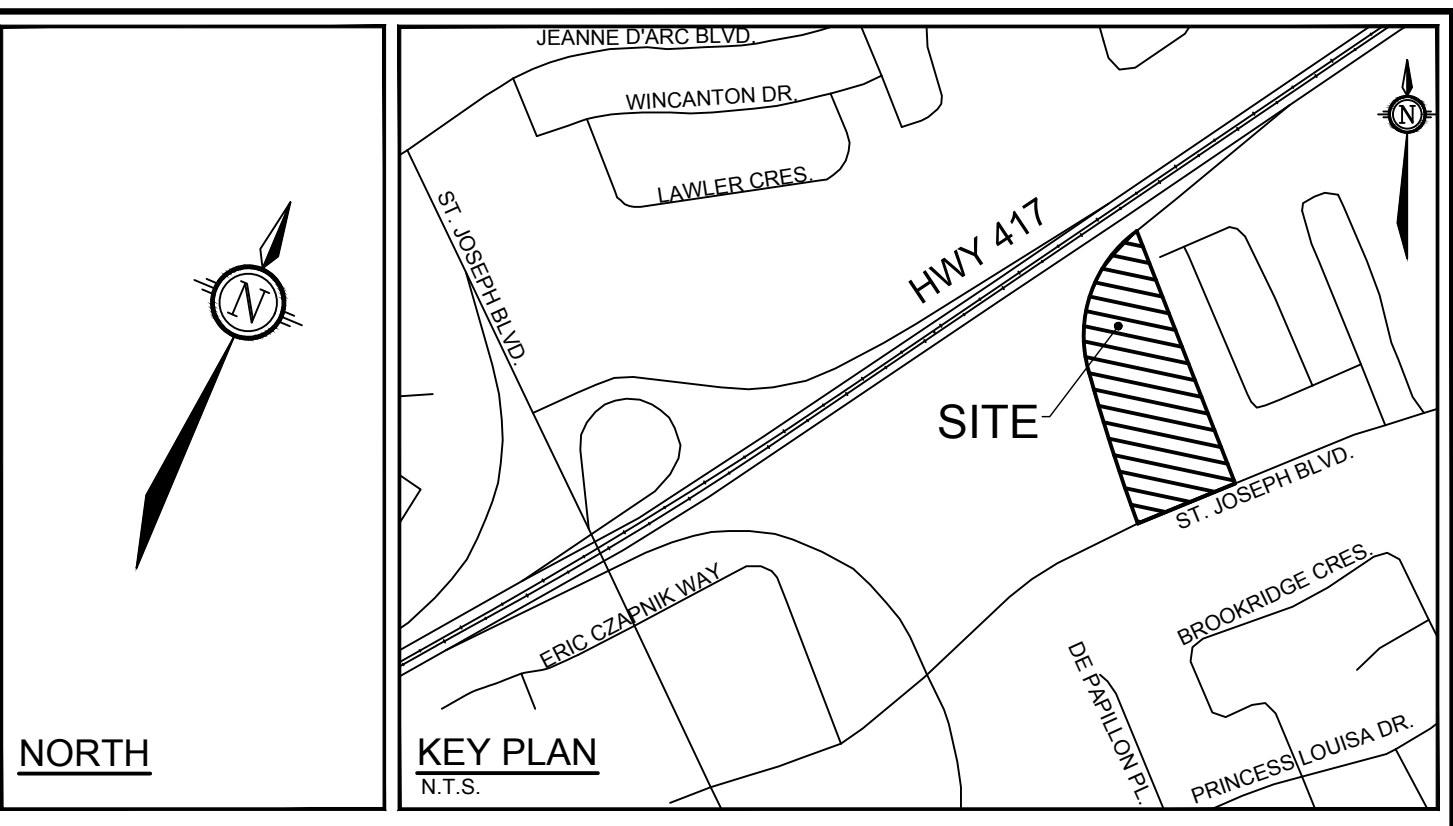 N
NORTH
JEANNE D'ARC BLVD.
WINCANTON DR.
LAWLER CRES.
N
ST. JOSEPH BLVD.
HWY 417
SITE
ST. JOSEPH BLVD.
ERIC CZAPNIK WAY
BROOKRIDGE CRES.
DE PAPILLON PL.
PRINCESS LOUISA DR.
KEY PLAN
N.T.S.